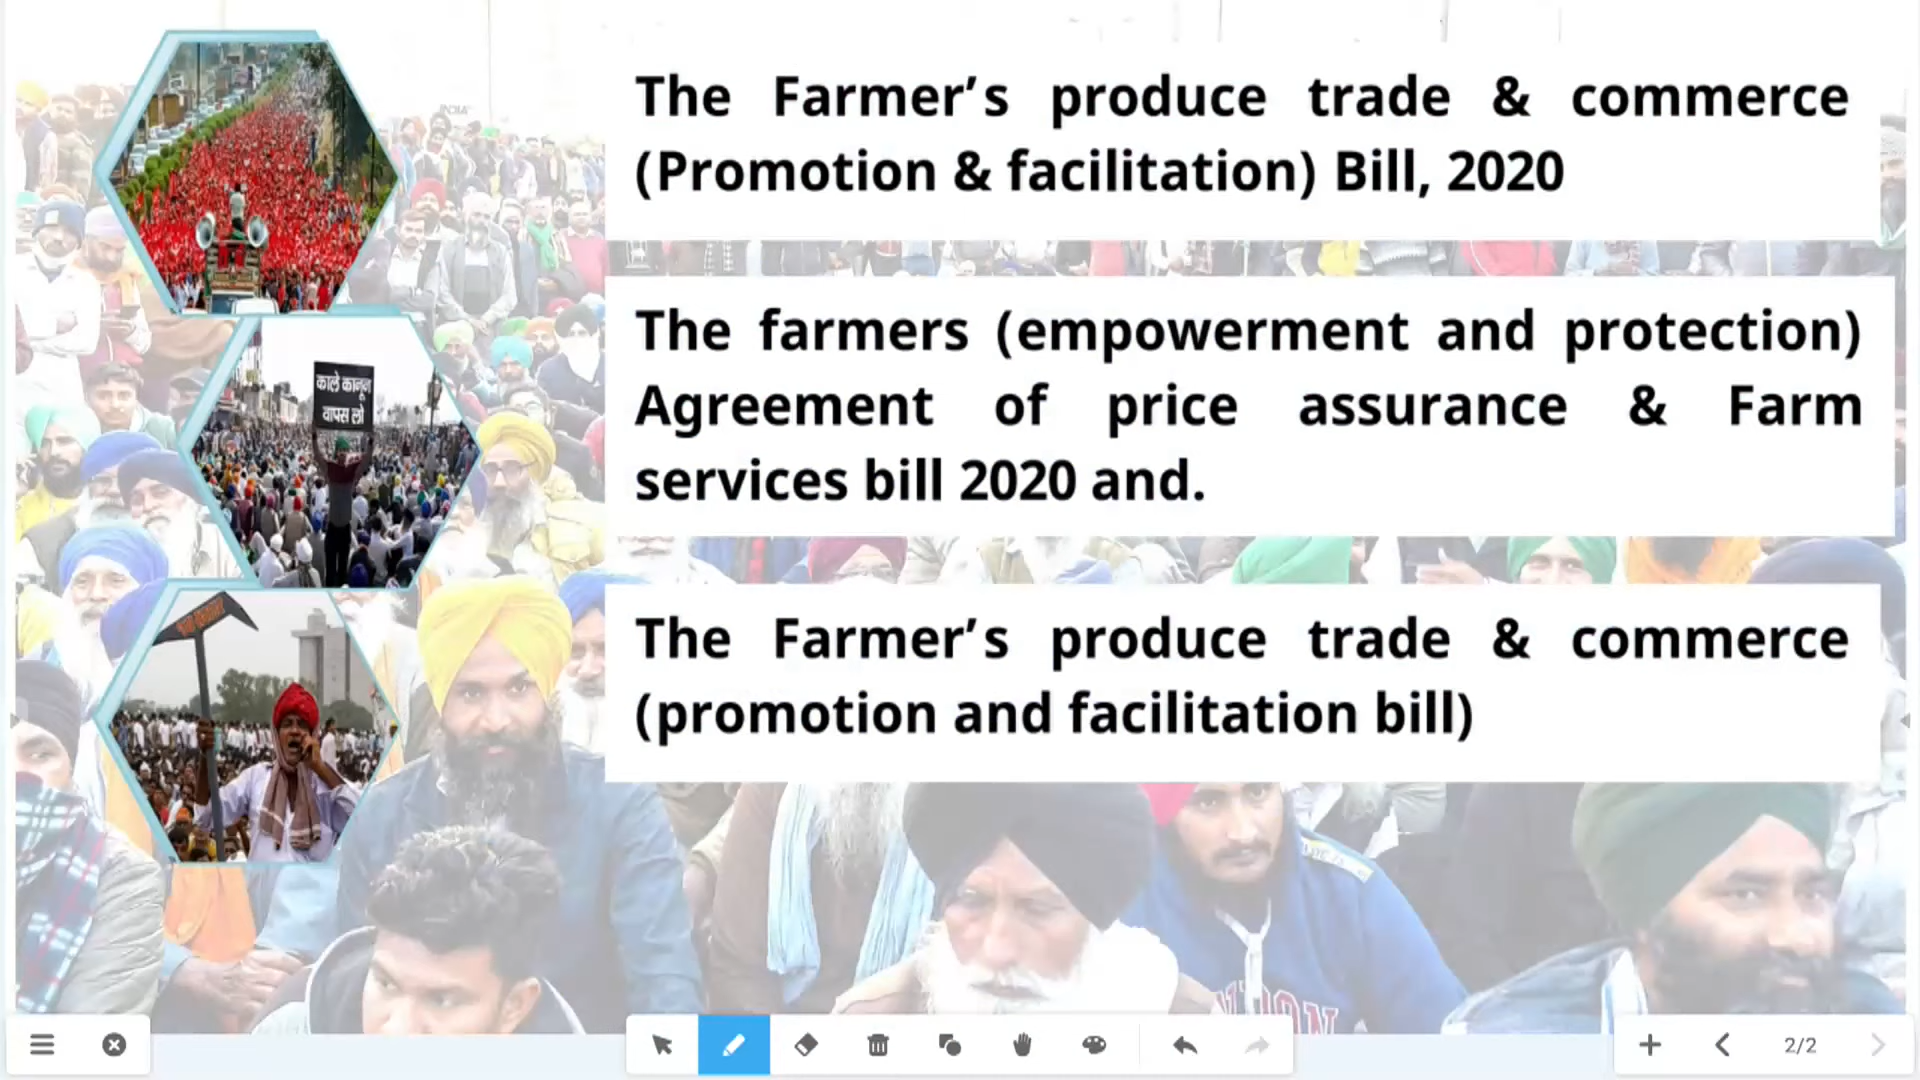 The Farmer’s produce trade & commerce
(Promotion & facilitation) Bill, 2020
The farmers (empowerment and protection)
Agreement of price assurance & Farm
services bill 2020 and.
The Farmer’s produce trade & commerce
(promotion and facilitation bill)
काले कानून
वापस लो
INDIA
2/2